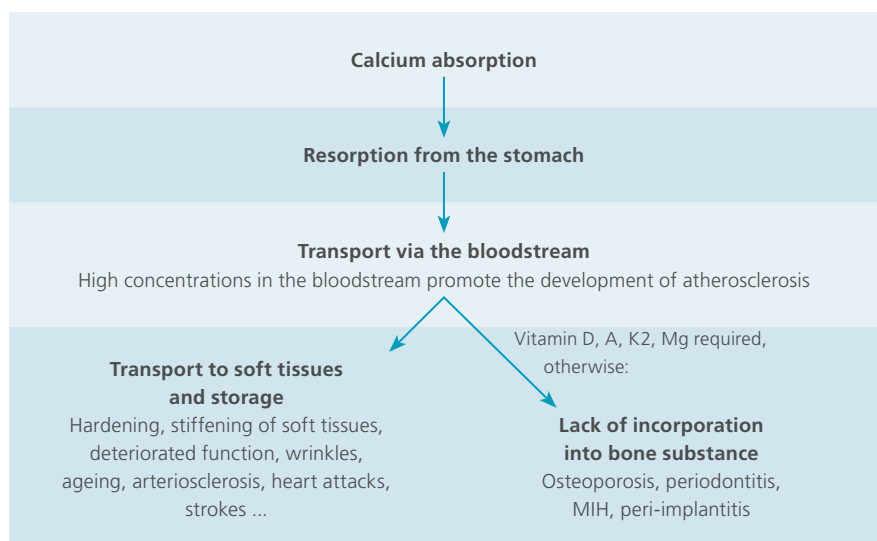 Calcium absorption
Resorption from the stomach
Transport via the bloodstream
High concentrations in the bloodstream promote the development of atherosclerosis
Vitamin D, A, K2, Mg required,
otherwise:
Transport to soft tissues
and storage
Hardening, stiffening of soft tissues,
deteriorated function, wrinkles,
ageing, arteriosclerosis, heart attacks,
strokes ...
Lack of incorporation
into bone substance
Osteoporosis, periodontitis,
MIH, peri-implantitis